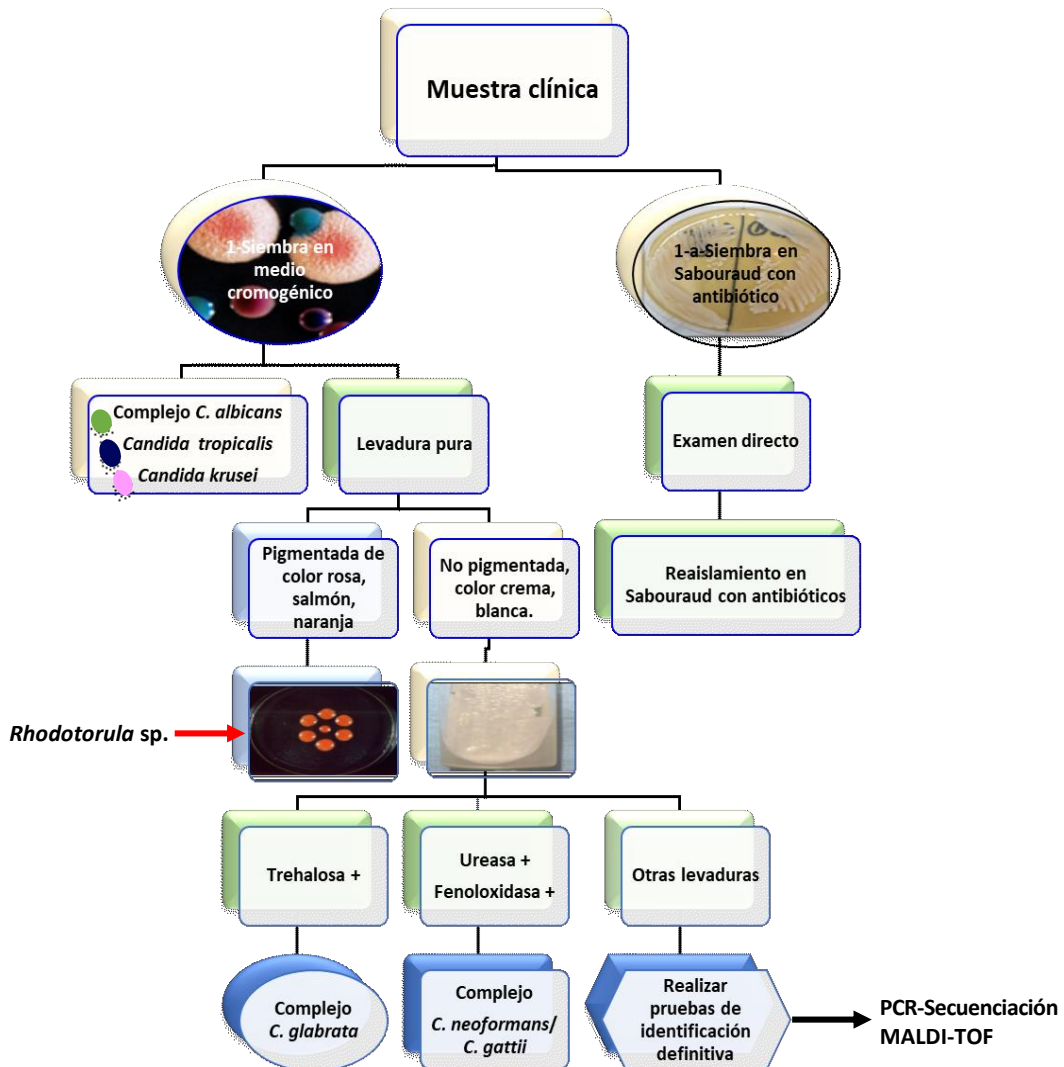 Muestra clínica
1-Siembra en
medio
cromogénico
1-a-Siembra en
Sabouraud con
antibiótico
Complejo C. albicans
Candida tropicalis
Candida krusei
Levadura pura
Examen directo
Pigmentada de
color rosa,
salmón,
naranja
No pigmentada,
color crema,
blanca.
Reaislamiento en
Sabouraud con antibióticos
Rhodotorula sp.
Trehalosa +
Ureasa +
Fenoloxidasa +
Otras levaduras
Complejo
C. glabrata
Complejo
C. neoformans/
C. gattii
Realizar
pruebas de
identificación
definitiva
PCR-Secuenciación
MALDI-TOF